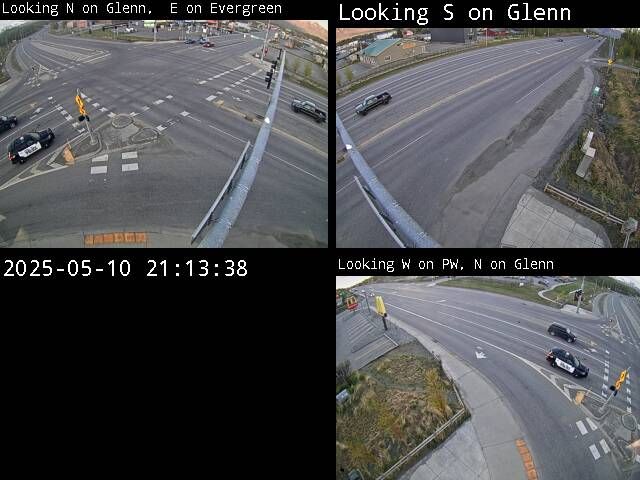 Looking N on Glenn,  E on Evergreen
Looking S on Glenn
2025-05-10 21:13:38
Looking W on PW, N on Glenn